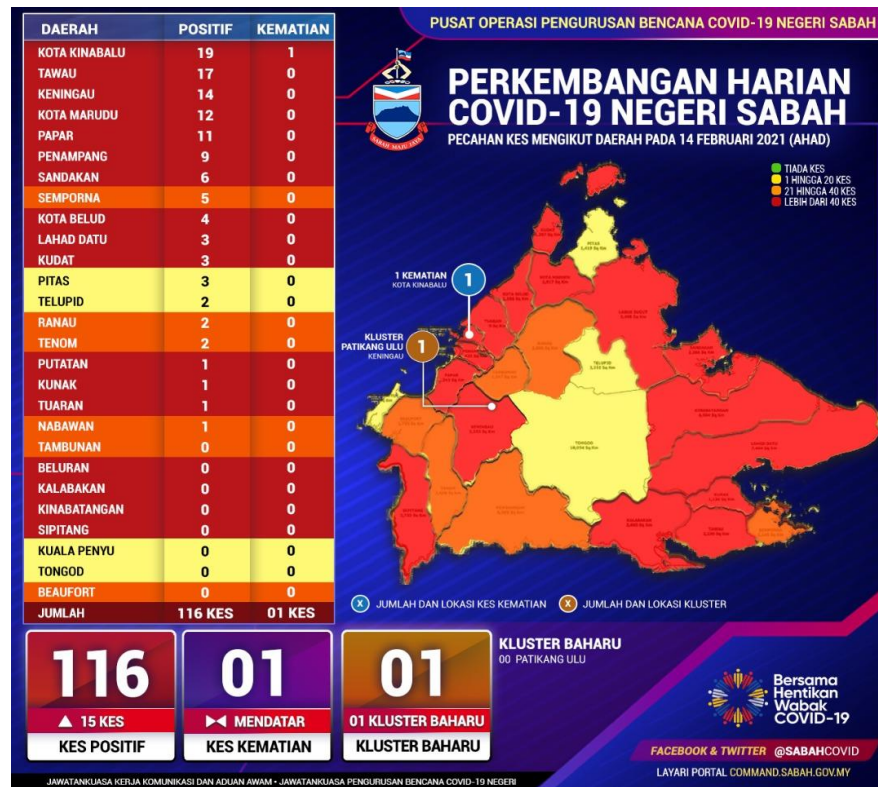 PUSAT OPERASI PENGURUSAN BENCANA COVID-19 NEGERI SABAH
PERKEMBANGAN HARIAN
COVID-19 NEGERI SABAH
PECAHAN KES MENGIKUT DAERAH PADA 14 FEBRUARI 2021 (AHAD)
SABAH MAJU JAYA
DAERAH POSITIF KEMATIAN
KOTA KINABALU 19 1
TAWAU 17 0
KENINGAU 14 0
KOTA MARUDU 12 0
PAPAR 11 0
PENAMPANG 9 0
SANDAKAN 6 0
SEMPORNA 5 0
KOTA BELUD 4 0
LAHAD DATU 3 0
KUDAT 3 0
PITAS 3 0
TELUPID 2 0
RANAU 2 0
TENOM 2 0
PUTATAN 1 0
KUNAK 1 0
TUARAN 1 0
NABAWAN 1 0
TAMBUNAN 0 0
BELURAN 0 0
KALABAKAN 0 0
KINABATANGAN 0 0
SIPITANG 0 0
KUALA PENYU 0 0
TONGOD 0 0
BEAUFORT 0 0
JUMLAH 116 KES 01 KES
TIADA KES
1 HINGGA 20 KES
21 HINGGA 40 KES
LEBIH DARI 40 KES
PITAS
TELUPID
TONGOD
1 KEMATIAN
KOTA KINABALU
1
KLUSTER
PATIKANG ULU
KENINGAU
1
X JUMLAH DAN LOKASI KES KEMATIAN
X JUMLAH DAN LOKASI KLUSTER
116
15 KES
KES POSITIF
01
MENDATAR
KES KEMATIAN
01
01 KLUSTER BAHARU
KLUSTER BAHARU
KLUSTER BAHARU
00 PATIKANG ULU
Bersama
Hentikan
Wabak
COVID-19
FACEBOOK & TWITTER @SABAHCOVID
LAYARI PORTAL COMMAND.SABAH.GOV.MY
JAWATANKUASA KERJA KOMUNIKASI DAN ADUAN AWAM • JAWATANKUASA PENGURUSAN BENCANA COVID-19 NEGERI